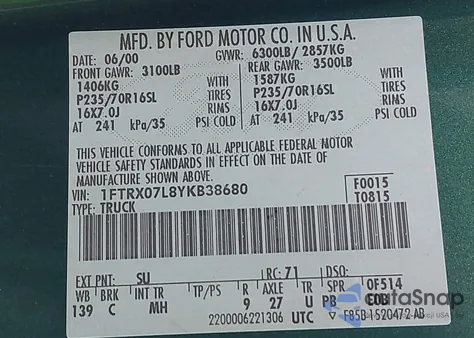 MFD. BY FORD MOTOR CO. IN U.S.A.
DATE: 06/00 GVWR: 6300LB/ 2857KG
FRONT GAWR: 3100LB REAR GAWR: 3500LB
1406KG WITH 1587KG WITH
P235/70R16SL TIRES P235/70R16SL TIRES
16X7.0J RIMS 16X7.0J RIMS
AT 241 kPa/35 PSI COLD AT 241 kPa/35 PSI COLD
THIS VEHICLE CONFORMS TO ALL APPLICABLE FEDERAL MOTOR
VEHICLE SAFETY STANDARDS IN EFFECT ON THE DATE OF
MANUFACTURE SHOWN ABOVE.
VIN: 1FTRX07L8YKB38680 F0015
TYPE: TRUCK T0815
EXT PNT: SU RC: 71 DSO:
WB BRK INT TR TP/PS R AXLE TR SPR 0F514
139 C MH 9 27 U PB
2200006221306 UTC ▽ F85B 1520472 AB
AutaSnap